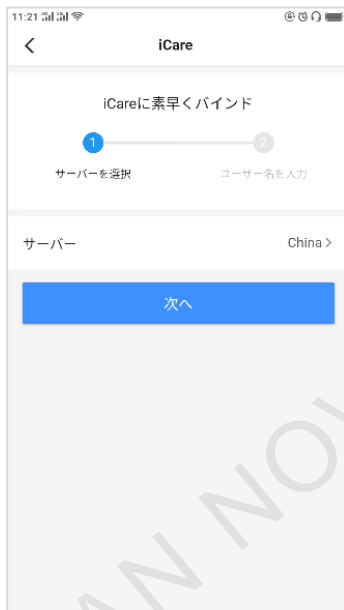 11:21
iCare
iCareに素早くバインド
1
2
サーバーを選択
ユーザー名を入力
サーバー
China >
次へ
AN NOV